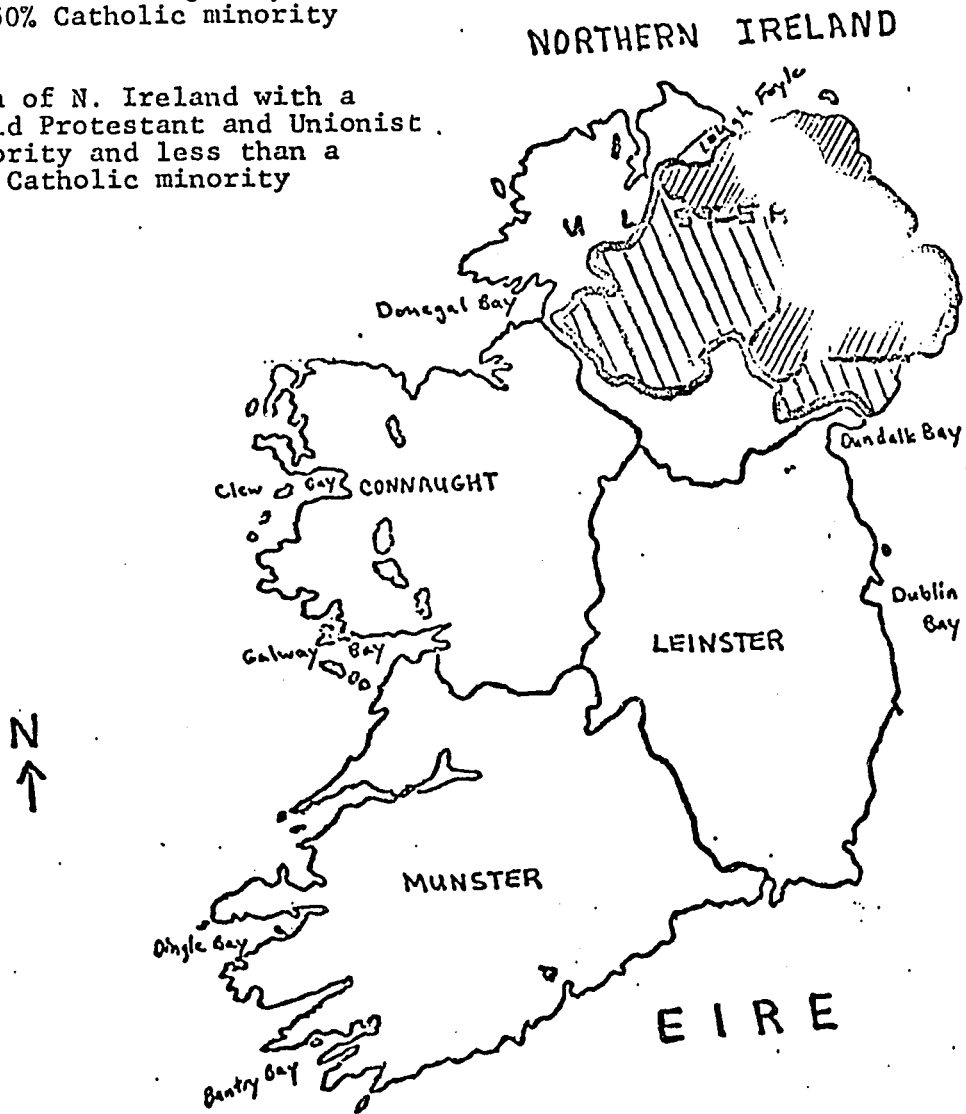 50% Catholic minority
NORTHERN IRELAND
of N. Ireland with a
Protestant and Unionist
and less than a
Catholic minority
Lough Foyle
U L S T E R
Donegal Bay
Dundalk Bay
Clew Bay
CONNAUGHT
Dublin
Bay
Galway Bay
LEINSTER
N
MUNSTER
Dingle Bay
EIRE
Bantry Bay